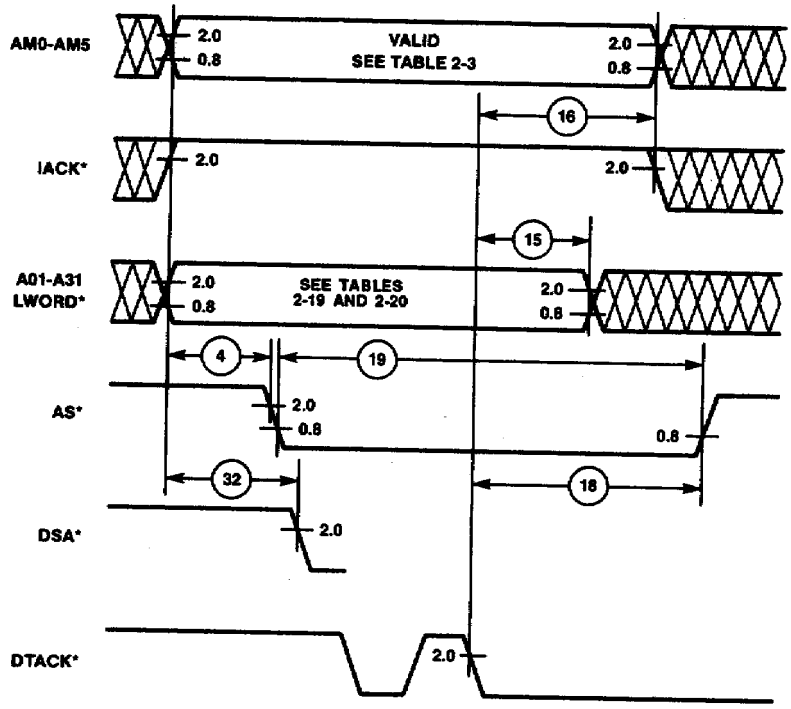 AM0-AM5
2.0
0.8
VALID
SEE TABLE 2-3
2.0
0.8
16
IACK*
2.0
2.0
15
A01-A31
LWORD*
2.0
0.8
SEE TABLES
2-19 AND 2-20
2.0
0.8
4
19
AS*
2.0
0.8
0.8
32
18
DSA*
2.0
DTACK*
2.0